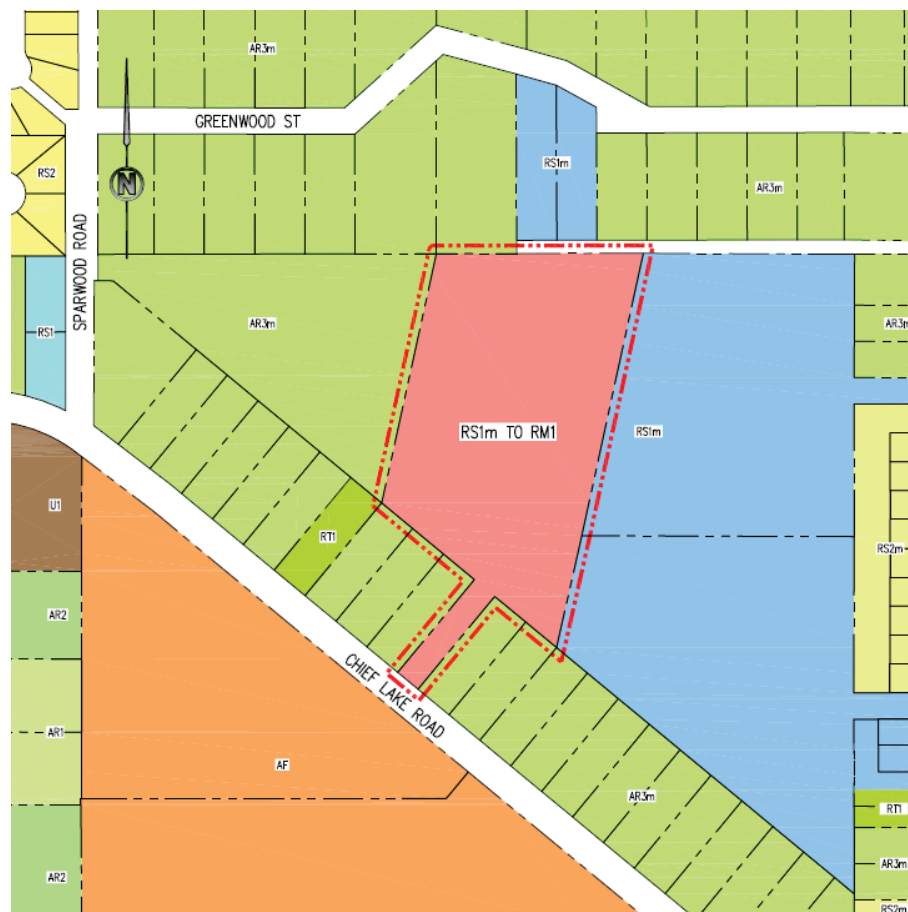 AR3m
GREENWOOD ST
N
RS2
RS1m
AR3m
SPARWOOD ROAD
RS1
AR3m
AR3m
RS1m TO RM1
RS1m
U1
RT1
RS2m
AR2
CHIEF LAKE ROAD
AR1
AF
AR3m
RT1
AR3m
AR2
RS2m